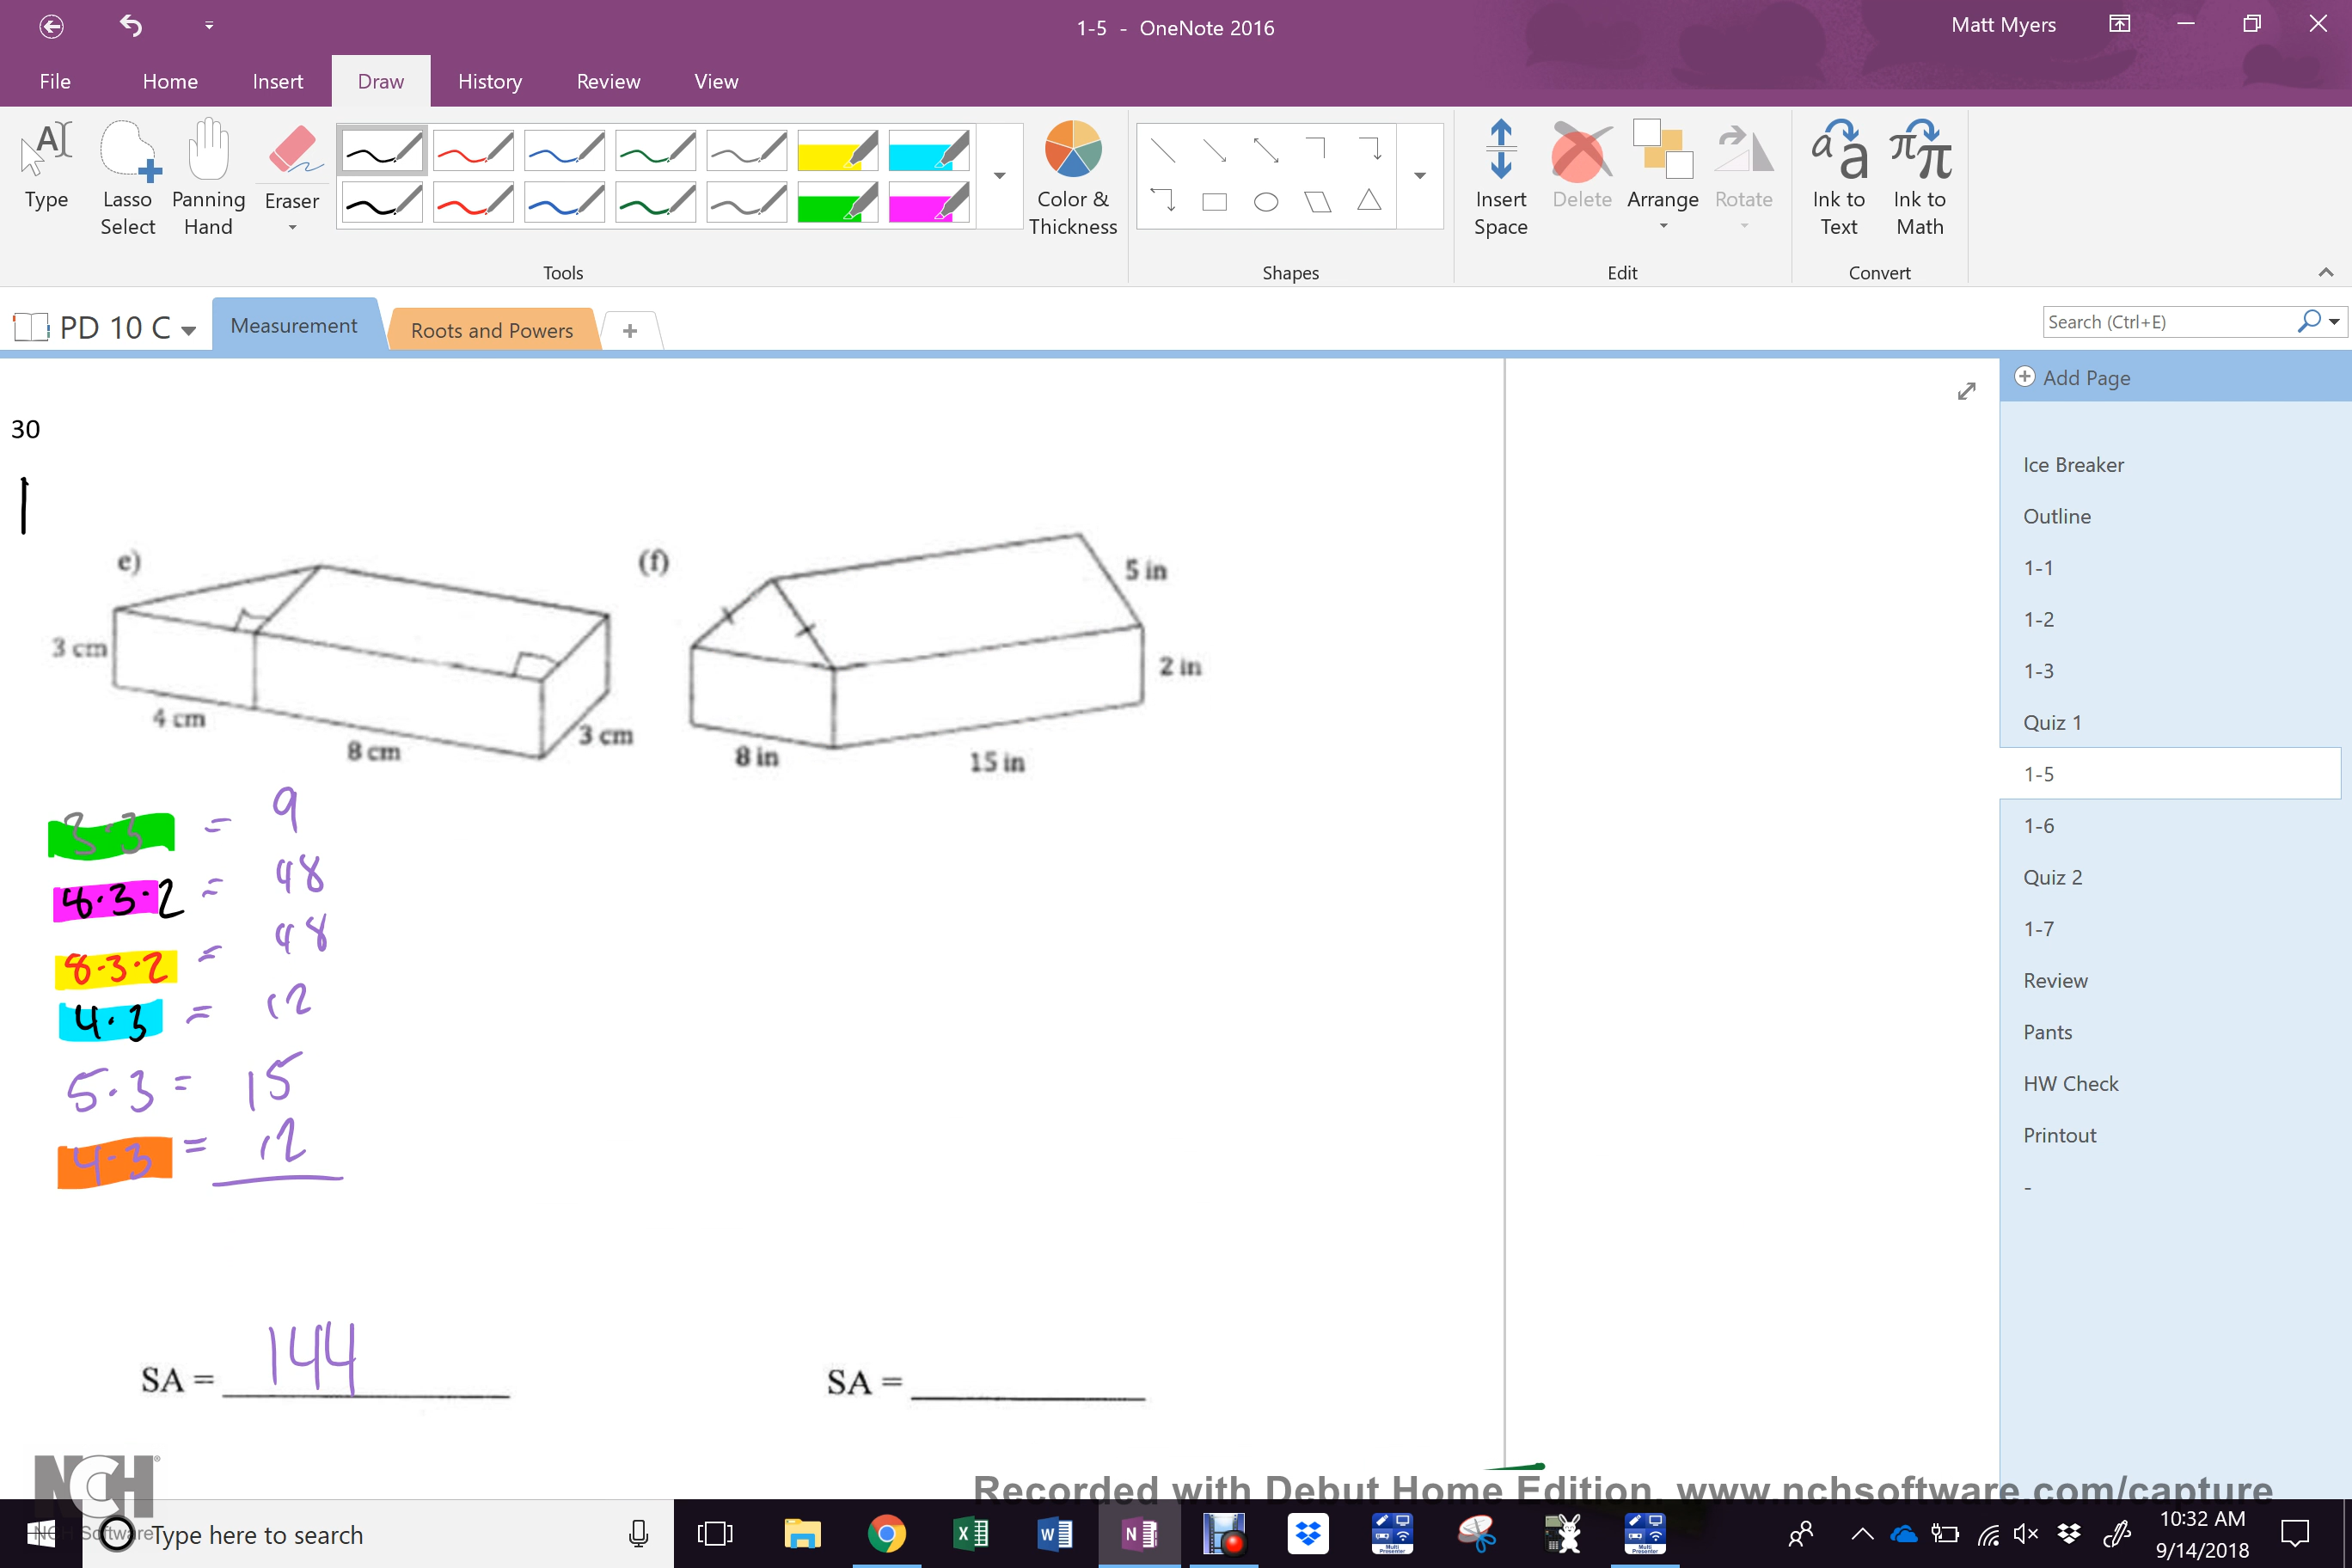 1-5 - OneNote 2016
Matt Myers
File Home Insert Draw History Review View
Type
Lasso Select
Panning Hand
Eraser
Color & Thickness
Insert Space
Delete
Arrange
Rotate
Ink to Text
Ink to Math
Tools
Shapes
Edit
Convert
PD 10 C
Measurement
Roots and Powers
Search (Ctrl+E)
Add Page
Ice Breaker
Outline
1-1
1-2
1-3
Quiz 1
1-5
1-6
Quiz 2
1-7
Review
Pants
HW Check
Printout
-
30
e)
3 cm
4 cm
8 cm
3 cm
(f)
5 in
2 in
8 in
15 in
3·3 = 9
8·3·2 = 48
8·3·2 = 48
4·3 = 12
5·3 = 15
4·3 = 12
SA = 144
SA =
NCH®
NCH Software
Recorded with Debut Home Edition. www.nchsoftware.com/capture
Type here to search
10:32 AM
9/14/2018